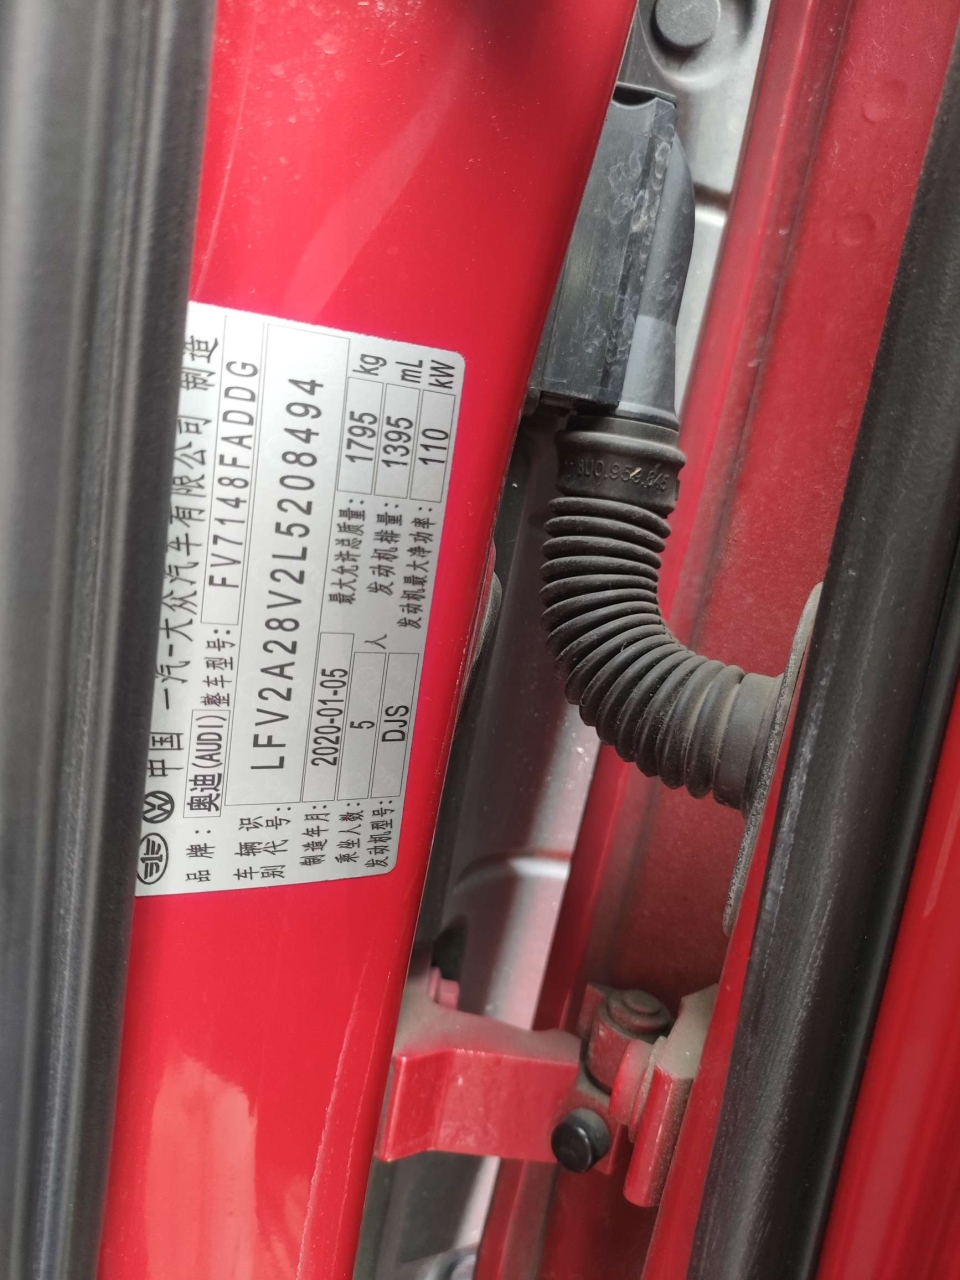 中国 一汽-大众汽车有限公司 制造
品牌: 奥迪(AUDI) 整车型号: FV7148FADDG
车辆识别代号: LFV2A28V2L5208494
制造年月: 2020-01-05 最大允许总质量: 1795 kg
乘坐人数: 5 人 发动机排量: 1395 mL
发动机型号: DJS 发动机最大净功率: 110 kW